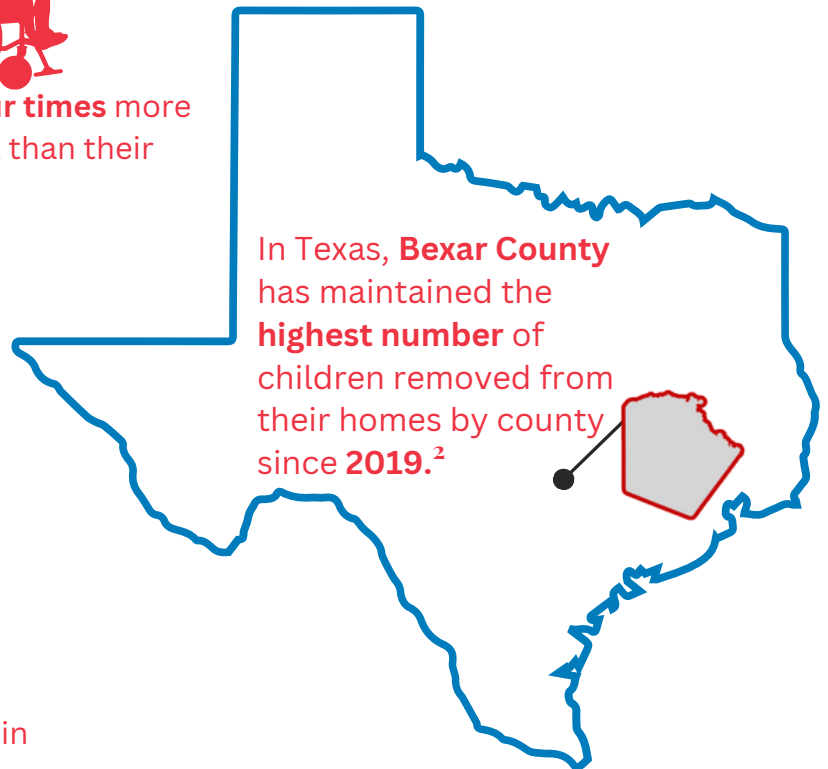 times more
than their
In Texas, Bexar County
has maintained the
highest number of
children removed from
their homes by county
since 2019.²
in